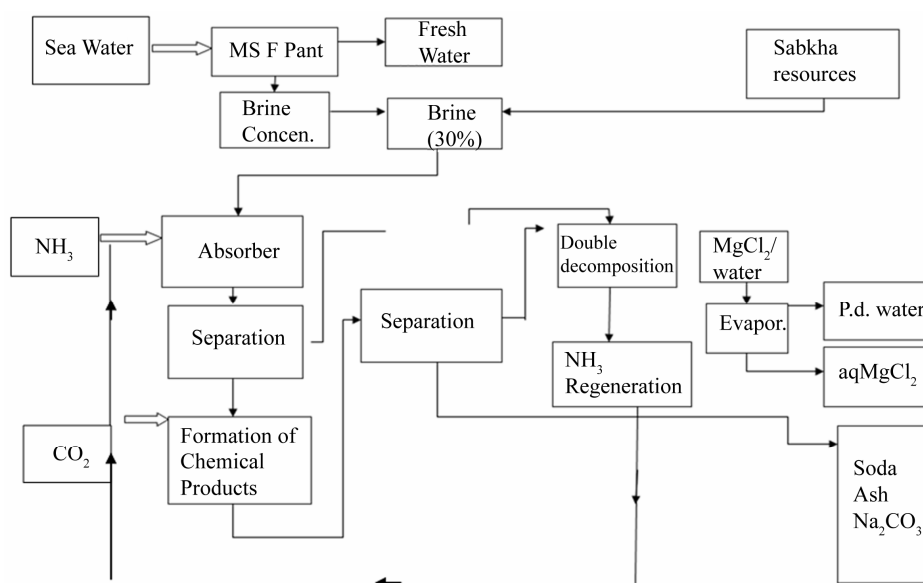 Sea Water
MS F Pant
Fresh
Water
Sabkha
resources
Brine
Concen.
Brine
(30%)
NH₃
Absorber
Double
decomposition
MgCl₂/
water
Separation
Separation
Evapor.
P.d. water
NH₃
Regeneration
aqMgCl₂
CO₂
Formation of
Chemical
Products
Soda
Ash
Na₂CO₃